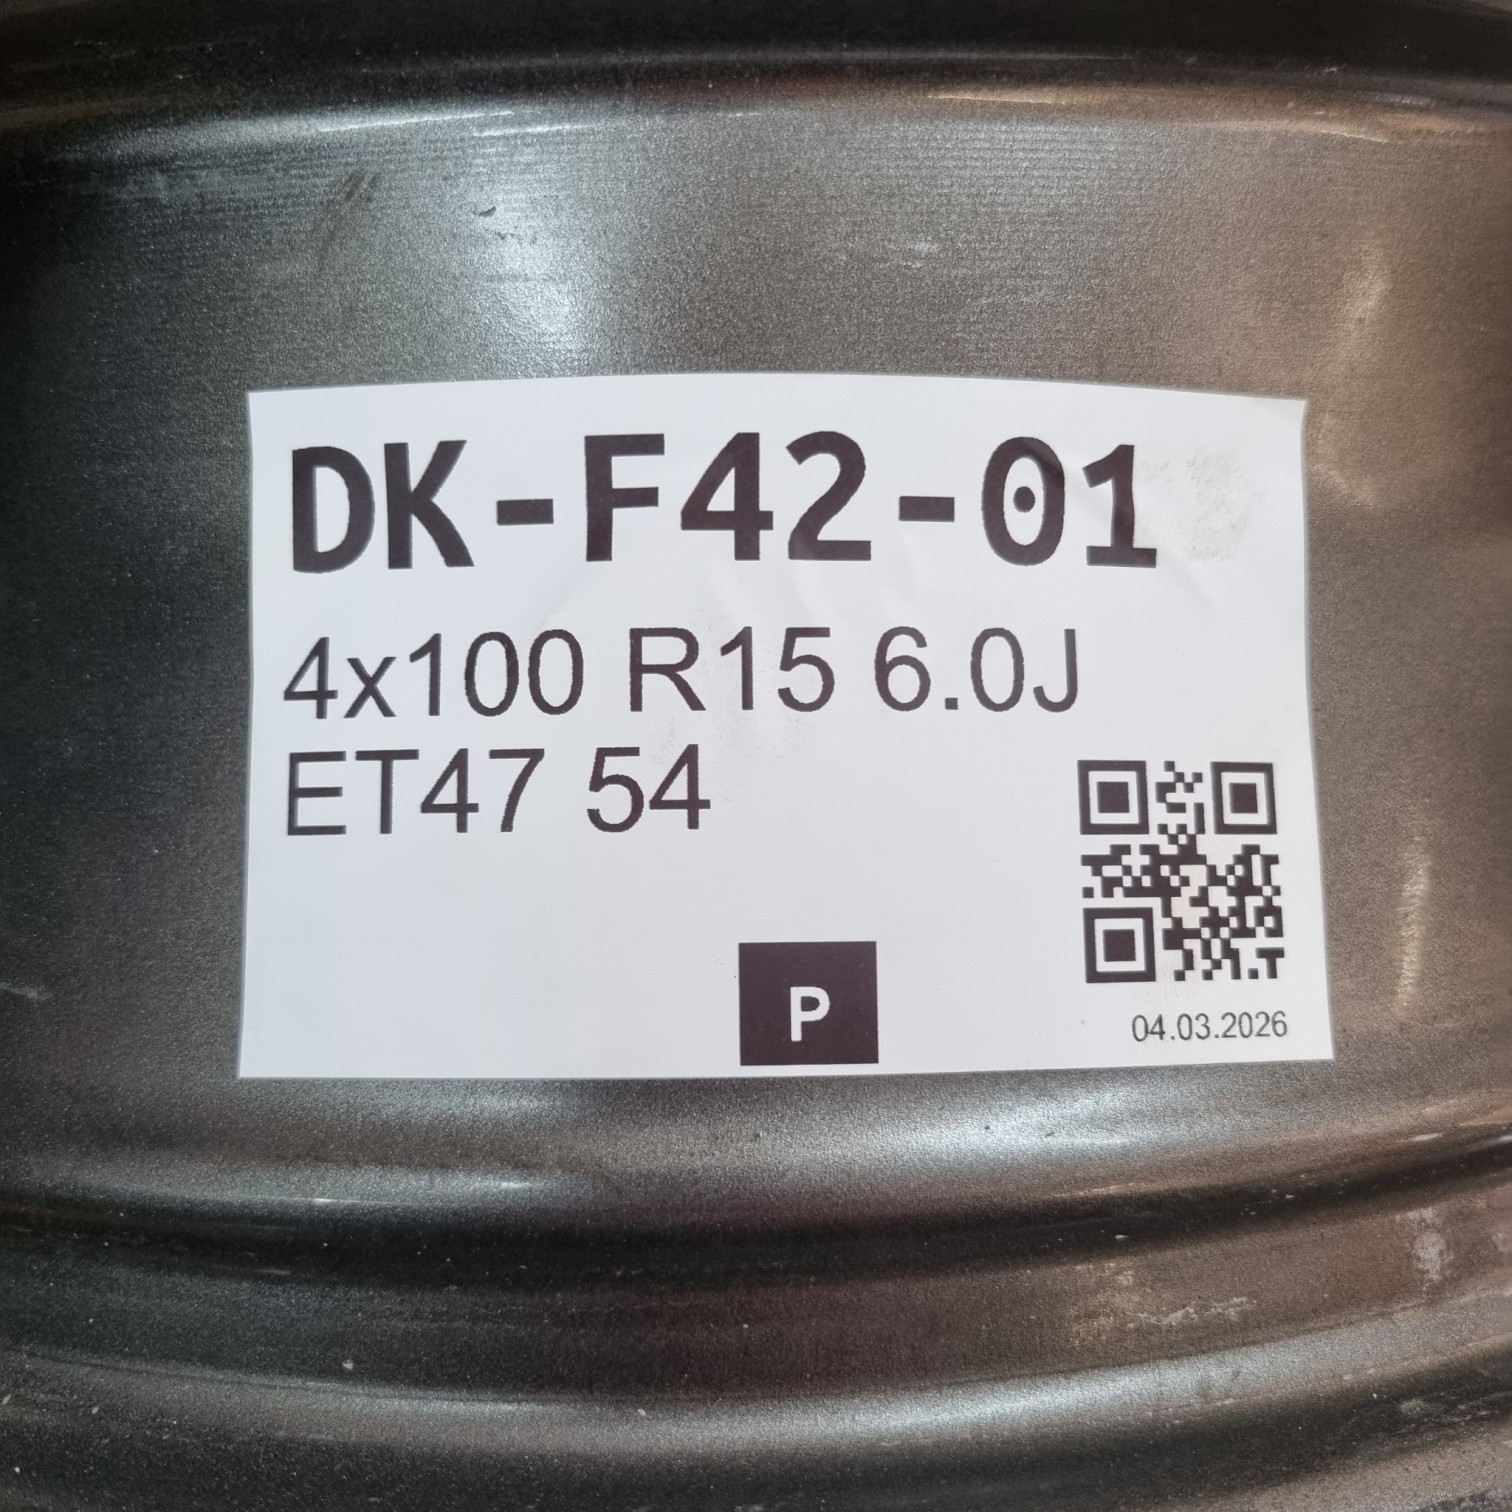 DK-F42-01
4x100 R15 6.0J
ET47 54
P
04.03.2026